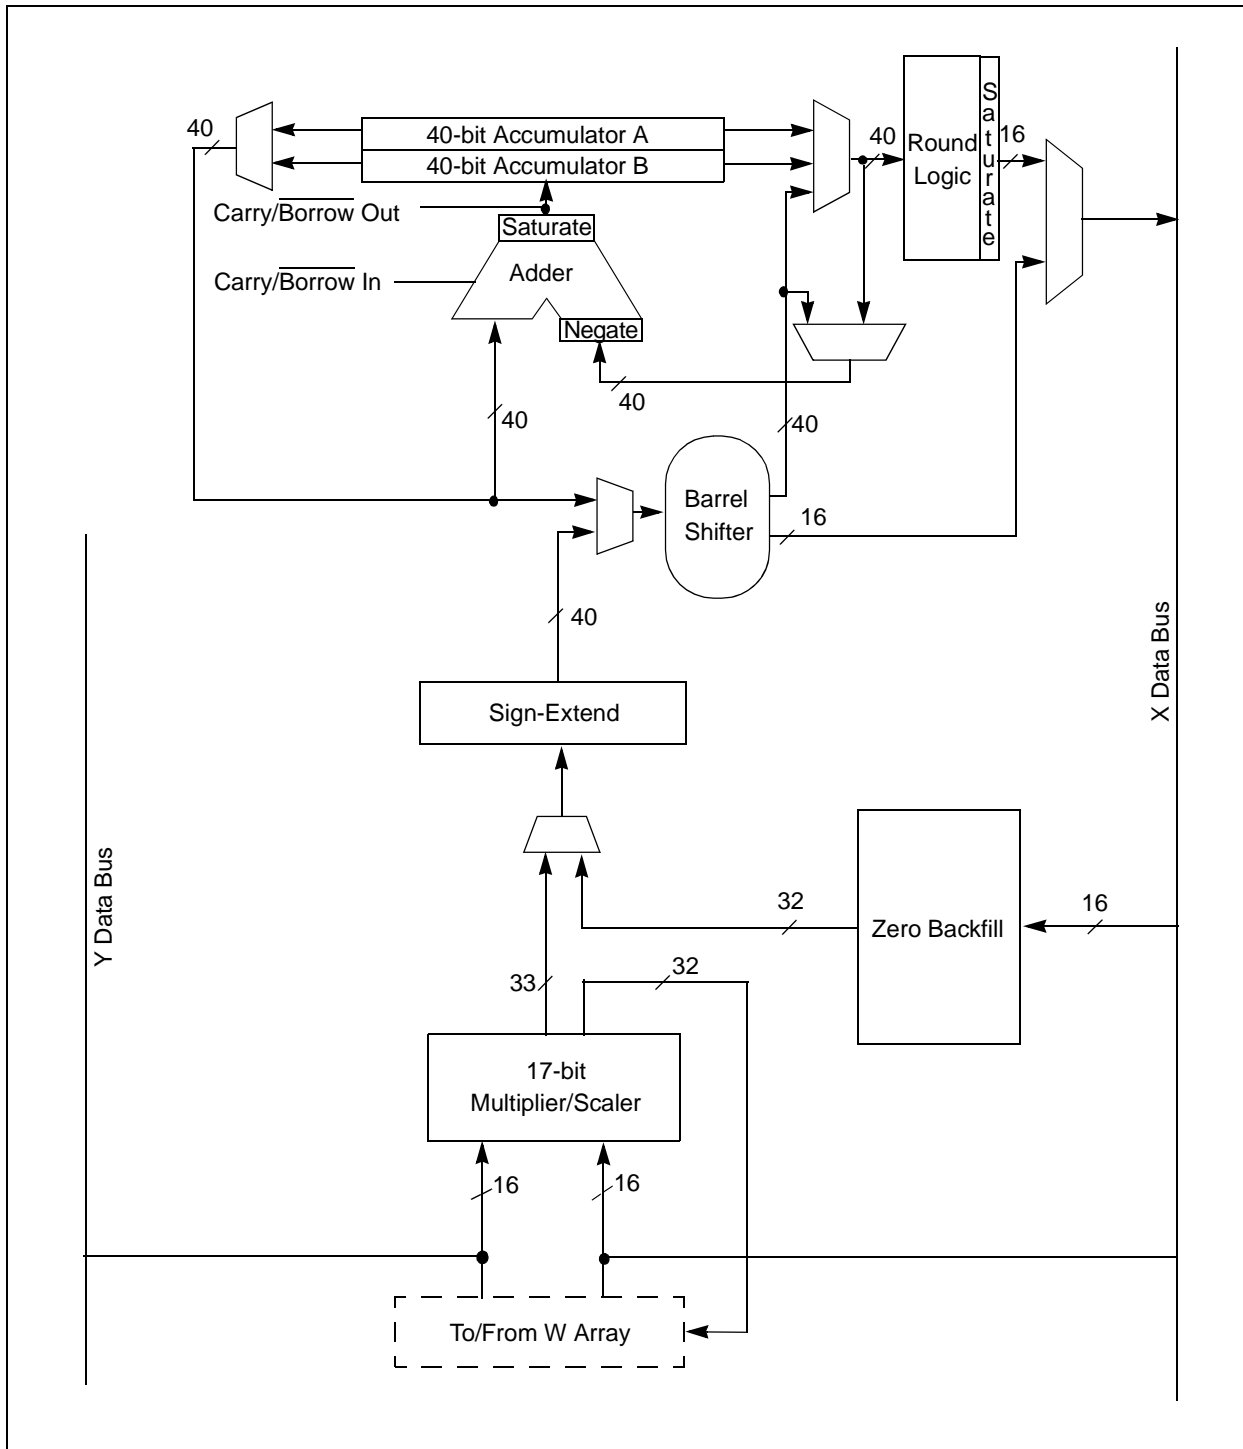 40
40-bit Accumulator A
40-bit Accumulator B
Carry/Borrow Out
Saturate
Carry/Borrow In
Adder
Negate
40
40
Round
Logic
Saturate
16
40
40
Barrel
Shifter
16
40
Sign-Extend
X Data Bus
Y Data Bus
32
Zero Backfill
16
33
32
17-bit
Multiplier/Scaler
16
16
To/From W Array